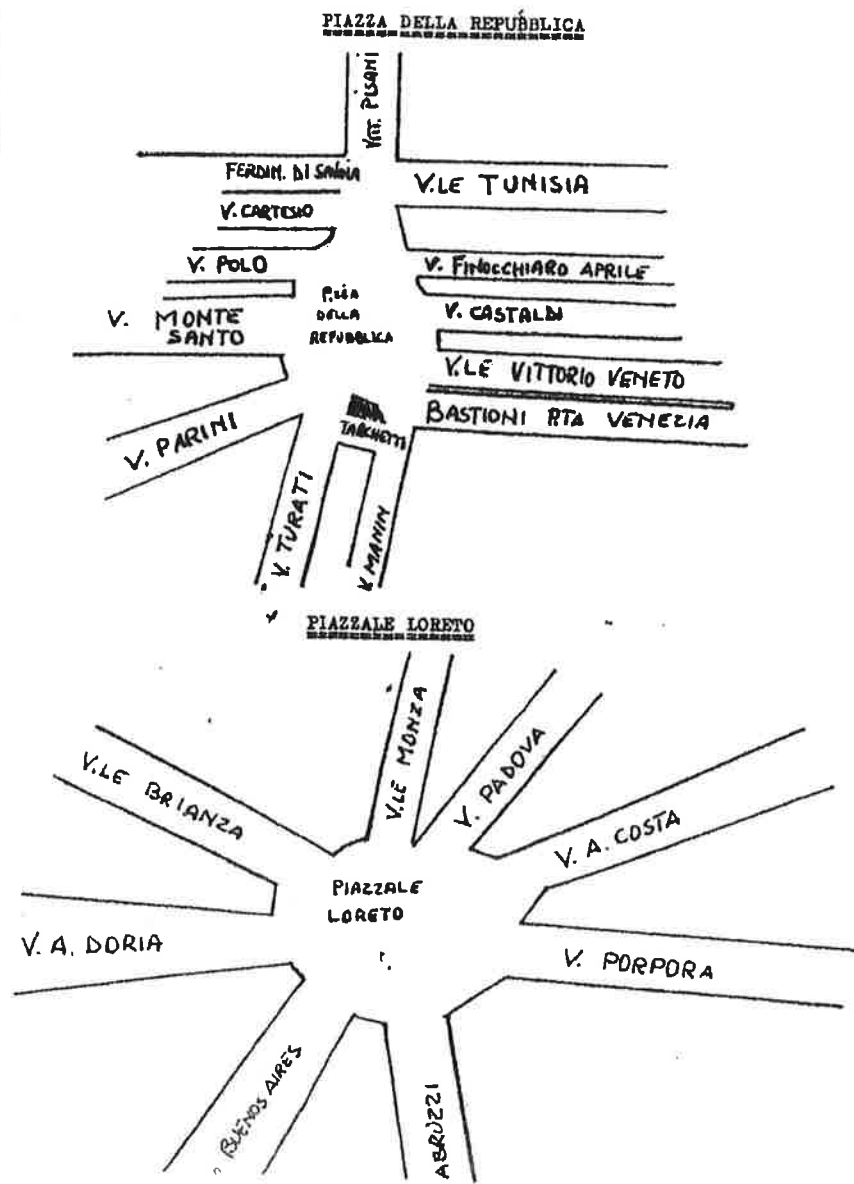 PIAZZA DELLA REPUBBLICA
VITT. PISANI
FERDIN. DI SAVOIA
V.LE TUNISIA
V. CARTESIO
V. POLO
V. FINOCCHIARO APRILE
P.ZZA
DELLA
REPUBBLICA
V. MONTE
SANTO
V. CASTALDI
V.LE VITTORIO VENETO
BASTIONI P.TA VENEZIA
TARCHETTI
V. PARINI
V. TURATI
V. MANIN
PIAZZALE LORETO
V.LE MONZA
V. PADOVA
V.LE BRIANZA
V. A. COSTA
PIAZZALE
LORETO
V. A. DORIA
V. PORPORA
BUENOS AIRES
ABRUZZI